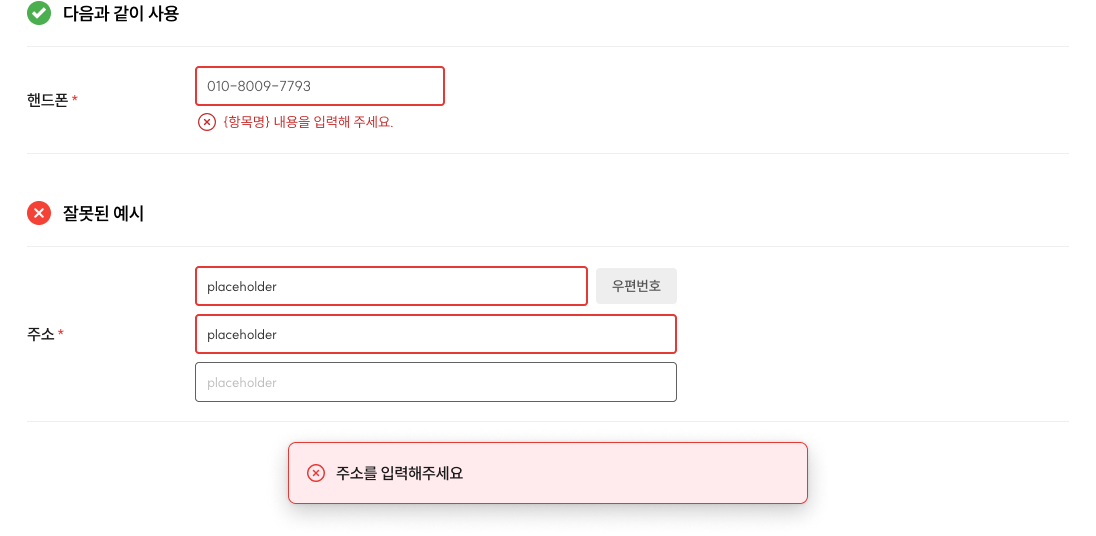 다음과 같이 사용
핸드폰 *
010-8009-7793
{항목명} 내용을 입력해 주세요.
잘못된 예시
주소 *
placeholder
우편번호
placeholder
placeholder
주소를 입력해주세요